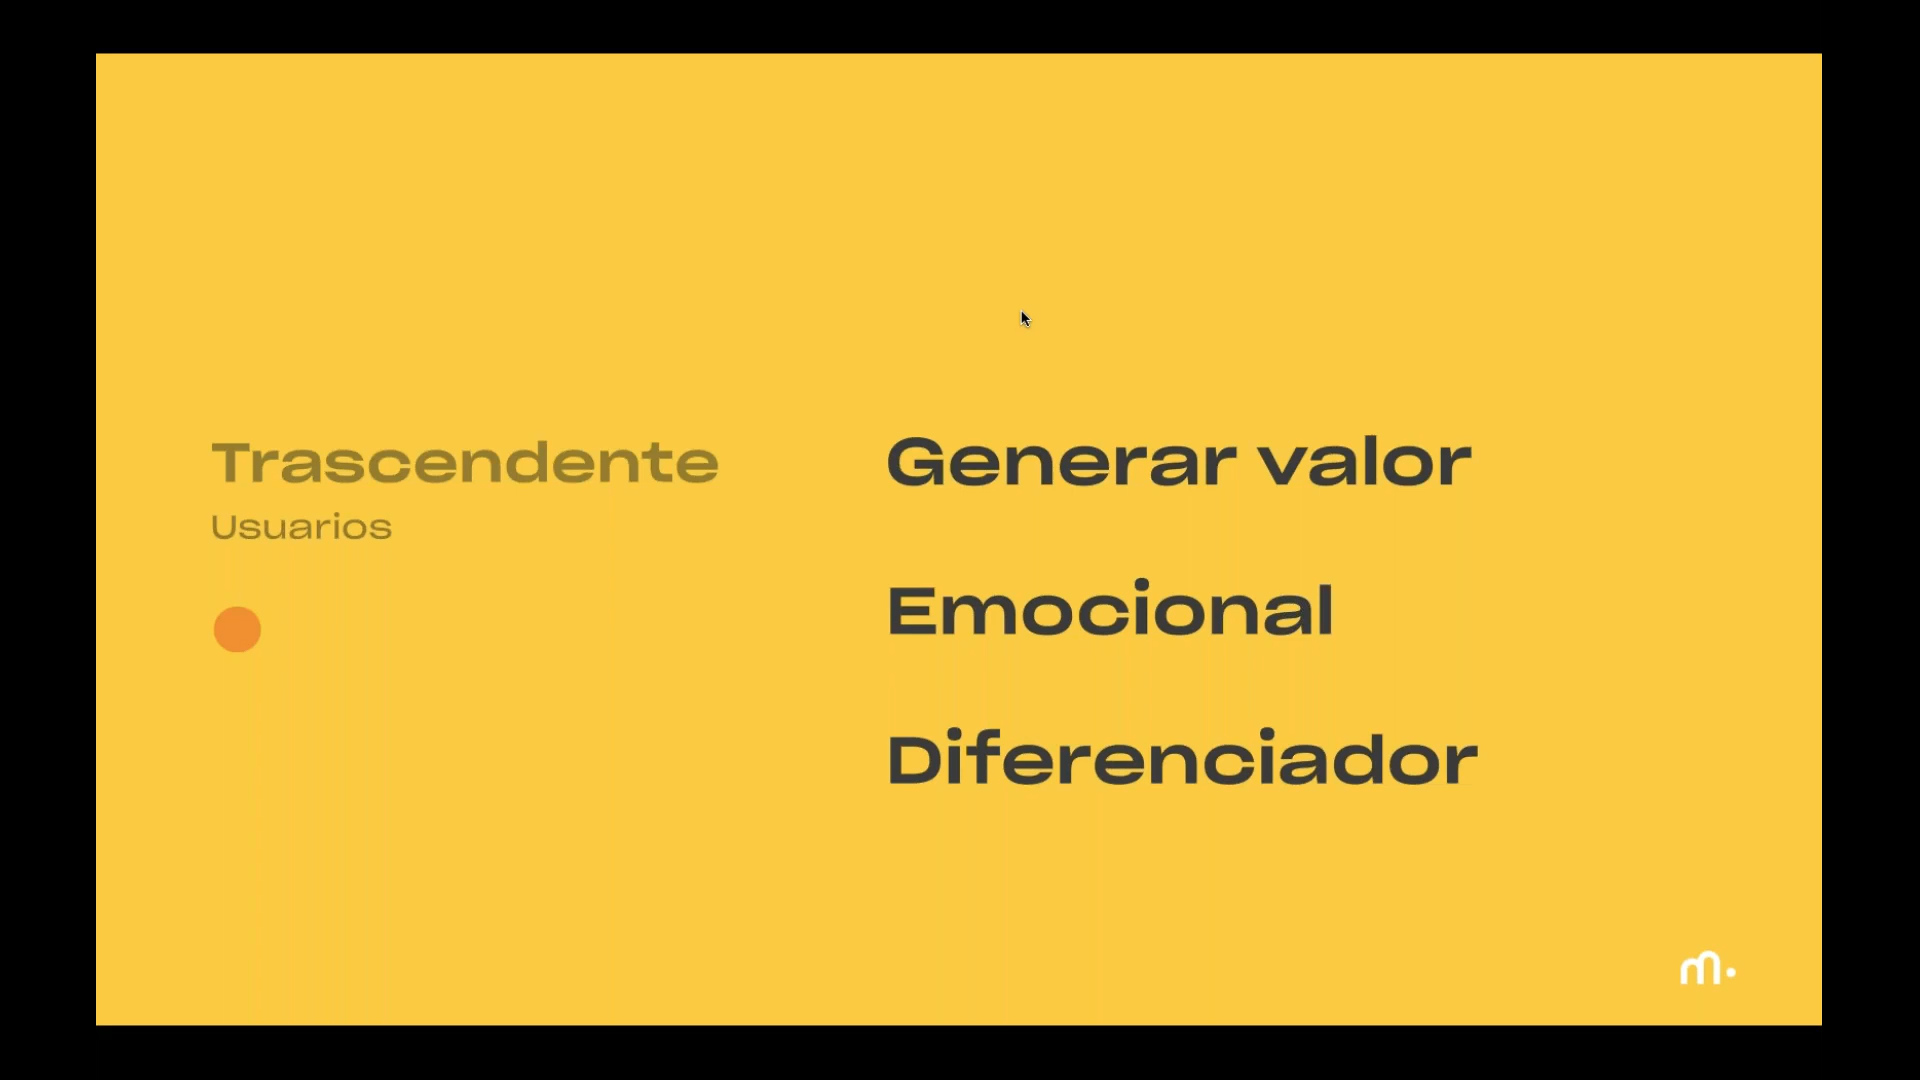 Trascendente
Usuarios
Generar valor
Emocional
Diferenciador
m.